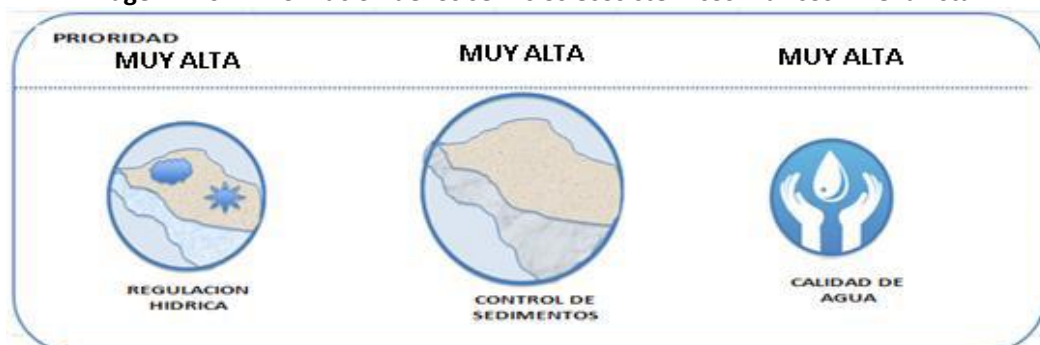 PRIORIDAD
MUY ALTA
MUY ALTA
MUY ALTA
REGULACION
HIDRICA
CONTROL DE
SEDIMENTOS
CALIDAD DE
AGUA